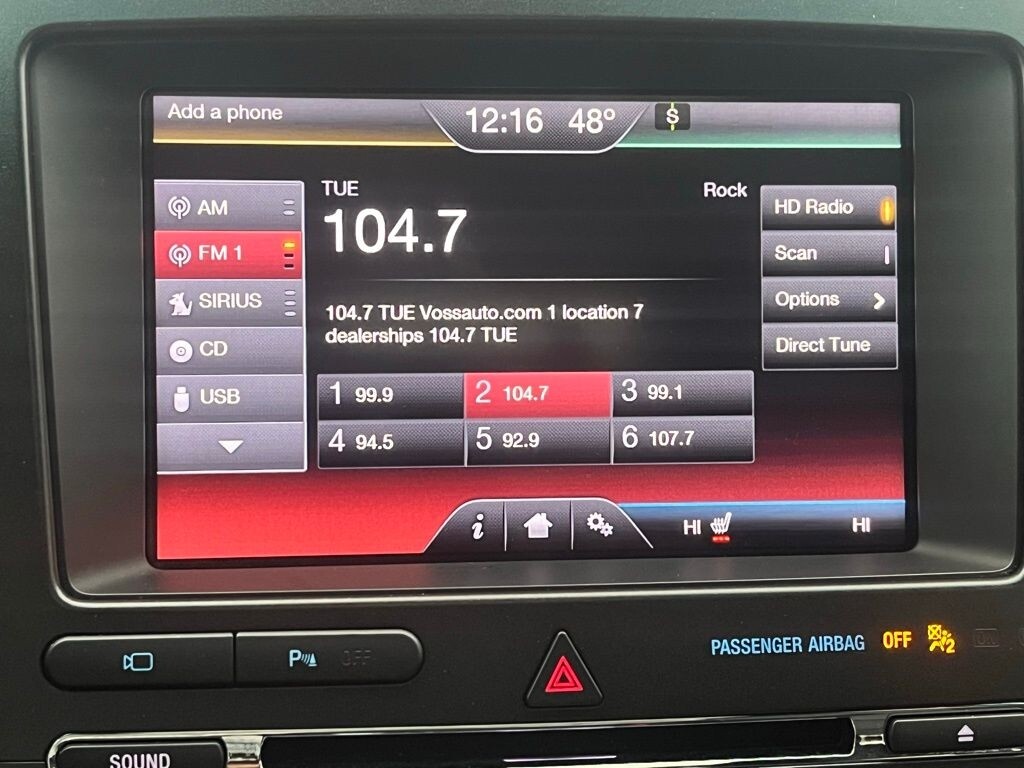 Add a phone
12:16 48° S
AM
FM 1
SIRIUS
CD
USB
TUE
Rock
104.7
104.7 TUE Vossauto.com 1 location 7
dealerships 104.7 TUE
1 99.9 2 104.7 3 99.1
4 94.5 5 92.9 6 107.7
HD Radio
Scan
Options
Direct Tune
i
HI HI
P OFF
PASSENGER AIRBAG OFF 2
SOUND